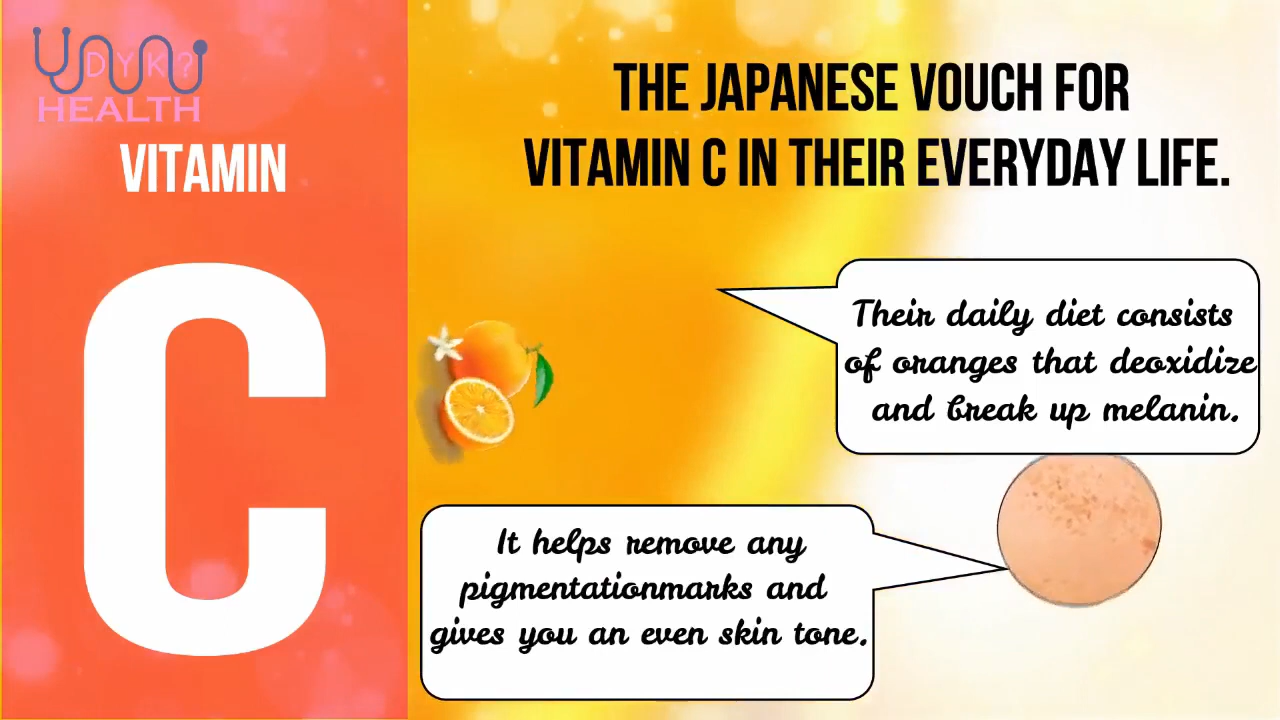 DYK?
HEALTH
VITAMIN
C
THE JAPANESE VOUCH FOR
VITAMIN C IN THEIR EVERYDAY LIFE.
Their daily diet consists
of oranges that deoxidize
and break up melanin.
It helps remove any
pigmentationmarks and
gives you an even skin tone.